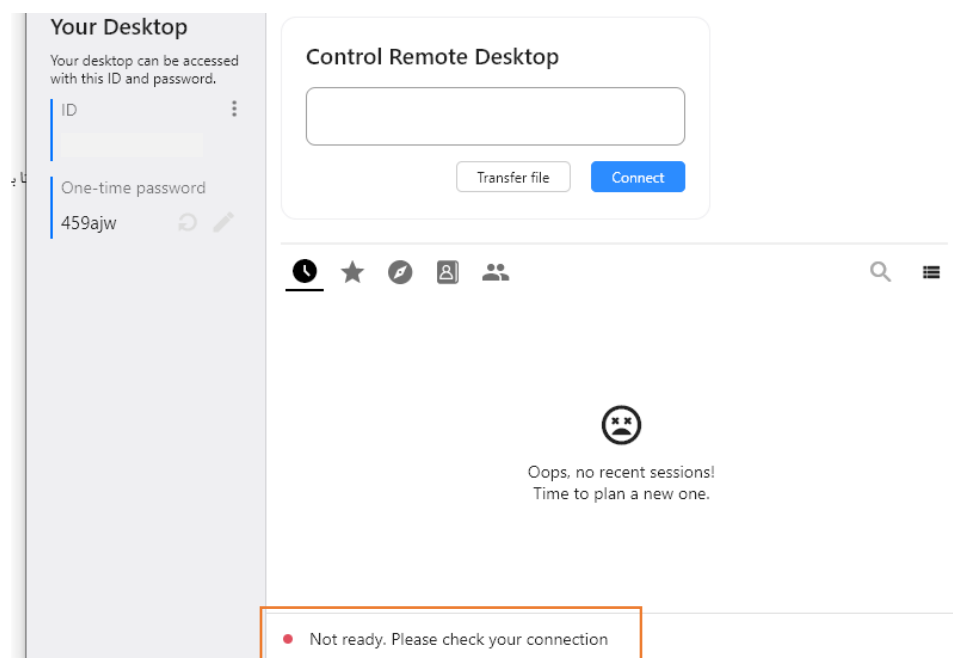 Your Desktop
Your desktop can be accessed
with this ID and password.
ID
One-time password
459ajw
Control Remote Desktop
Transfer file
Connect
Oops, no recent sessions!
Time to plan a new one.
Not ready. Please check your connection